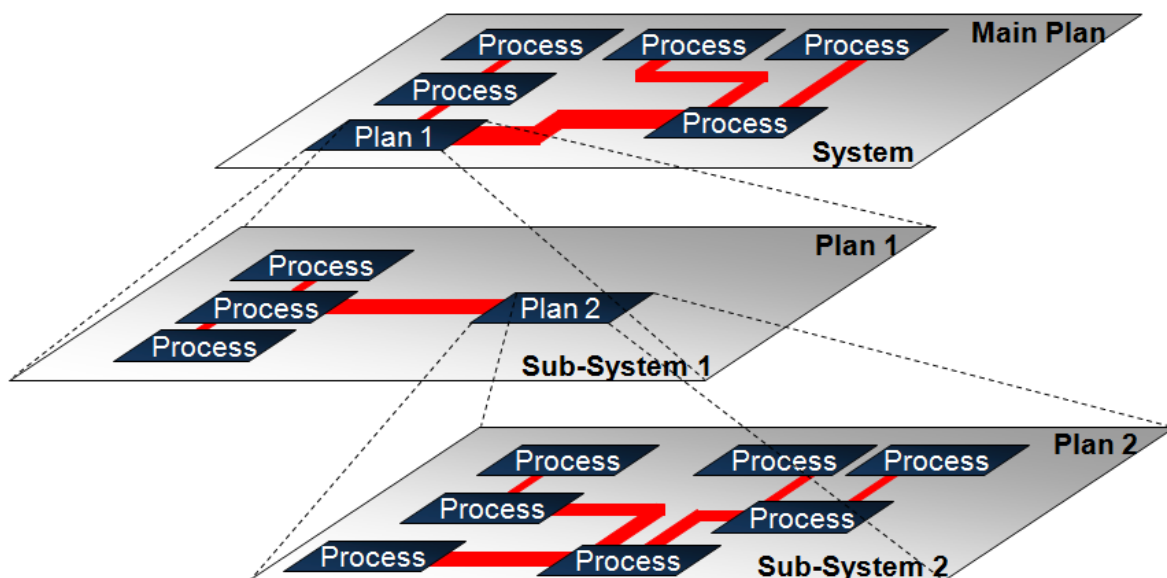 Process Process Process Main Plan
Process
Process
Plan 1
System
Plan 1
Process
Process Plan 2
Process
Sub-System 1
Plan 2
Process Process Process
Process Process
Process Process
Sub-System 2